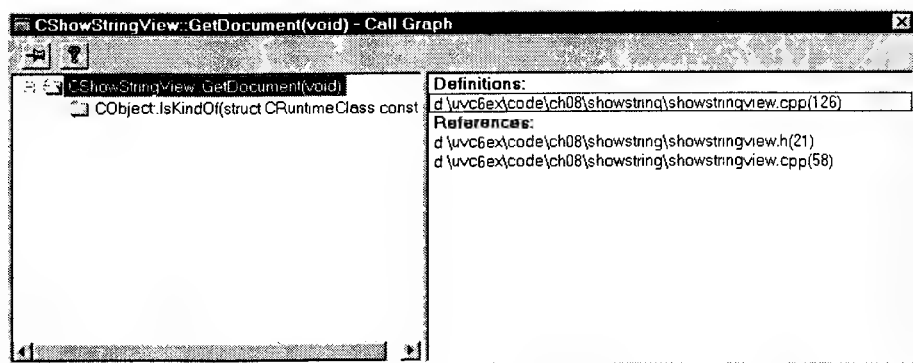 CShowStringView::GetDocument(void) - Call Graph
CShowStringView::GetDocument(void)
CObject.IsKindOf(struct CRuntimeClass const
Definitions:
d \uvc6ex\code\ch08\showstring\showstringview.cpp(126)
References:
d \uvc6ex\code\ch08\showstring\showstringview.h(21)
d \uvc6ex\code\ch08\showstring\showstringview.cpp(58)